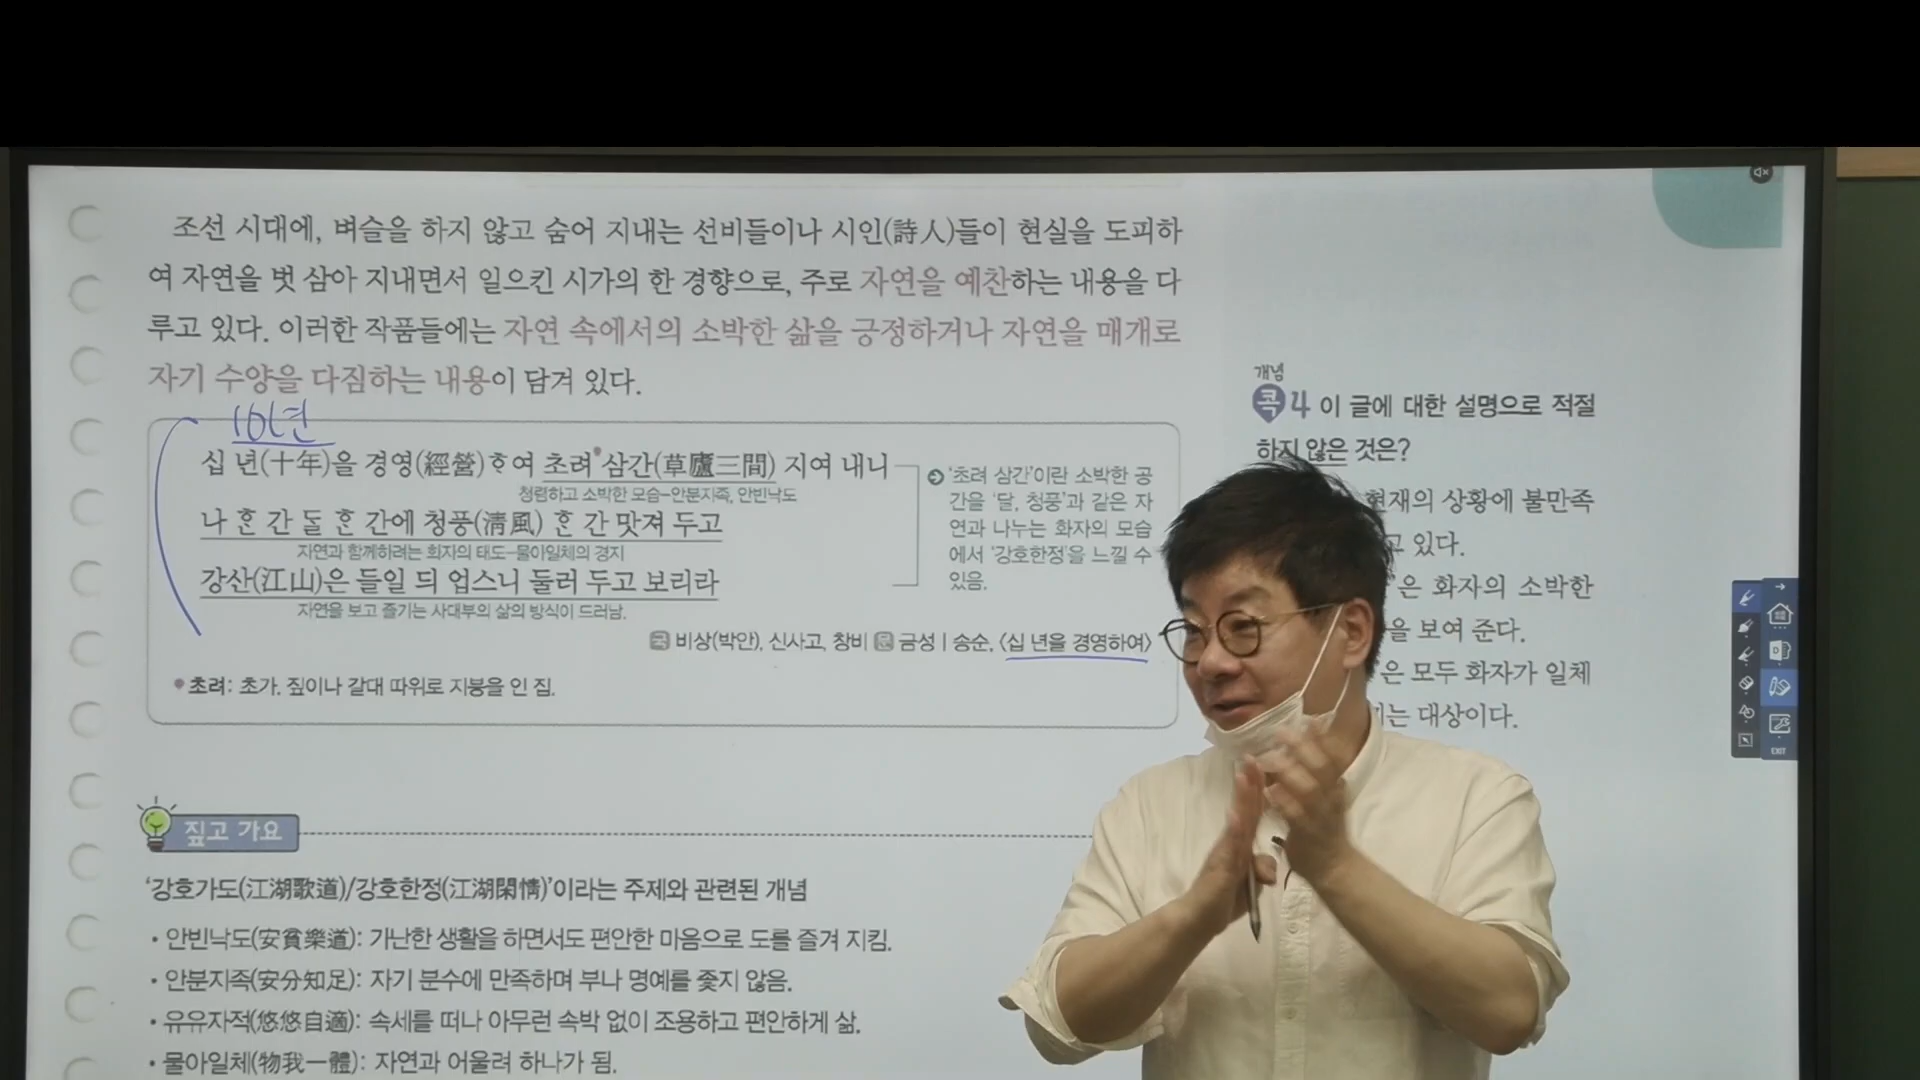 조선 시대에, 벼슬을 하지 않고 숨어 지내는 선비들이나 시인(詩人)들이 현실을 도피하
여 자연을 벗 삼아 지내면서 일으킨 시가의 한 경향으로, 주로 자연을 예찬하는 내용을 다
루고 있다. 이러한 작품들에는 자연 속에서의 소박한 삶을 긍정하거나 자연을 매개로
자기 수양을 다짐하는 내용이 담겨 있다.
10년
십 년(十年)을 경영(經營)ᄒᆞ여 초려 삼간(草廬三間) 지여 내니
청렴하고 소박한 모습-안분지족, 안빈낙도
나 ᄒᆞᆫ 간 ᄃᆞᆯ ᄒᆞᆫ 간에 청풍(淸風) ᄒᆞᆫ 간 맛져 두고
자연과 함께하려는 화자의 태도-물아일체의 경지
강산(江山)은 들일 듸 업스니 둘러 두고 보리라
자연을 보고 즐기는 사대부의 삶의 방식이 드러남.
'초려 삼간'이란 소박한 공
간을 '달, 청풍'과 같은 자
연과 나누는 화자의 모습
에서 '강호한정'을 느낄 수
있음.
국 비상(박안), 신사고, 창비 금성 | 송순, 〈십 년을 경영하여〉
초려: 초가. 짚이나 갈대 따위로 지붕을 인 집.
개념
콕 4 이 글에 대한 설명으로 적절
하지 않은 것은?
현재의 상황에 불만족
고 있다.
은 화자의 소박한
을 보여 준다.
은 모두 화자가 일체
는 대상이다.
짚고 가요
'강호가도(江湖歌道)/강호한정(江湖閑情)'이라는 주제와 관련된 개념
• 안빈낙도(安貧樂道): 가난한 생활을 하면서도 편안한 마음으로 도를 즐겨 지킴.
• 안분지족(安分知足): 자기 분수에 만족하며 부나 명예를 좇지 않음.
• 유유자적(悠悠自適): 속세를 떠나 아무런 속박 없이 조용하고 편안하게 삶.
• 물아일체(物我一體): 자연과 어울려 하나가 됨.
EXIT